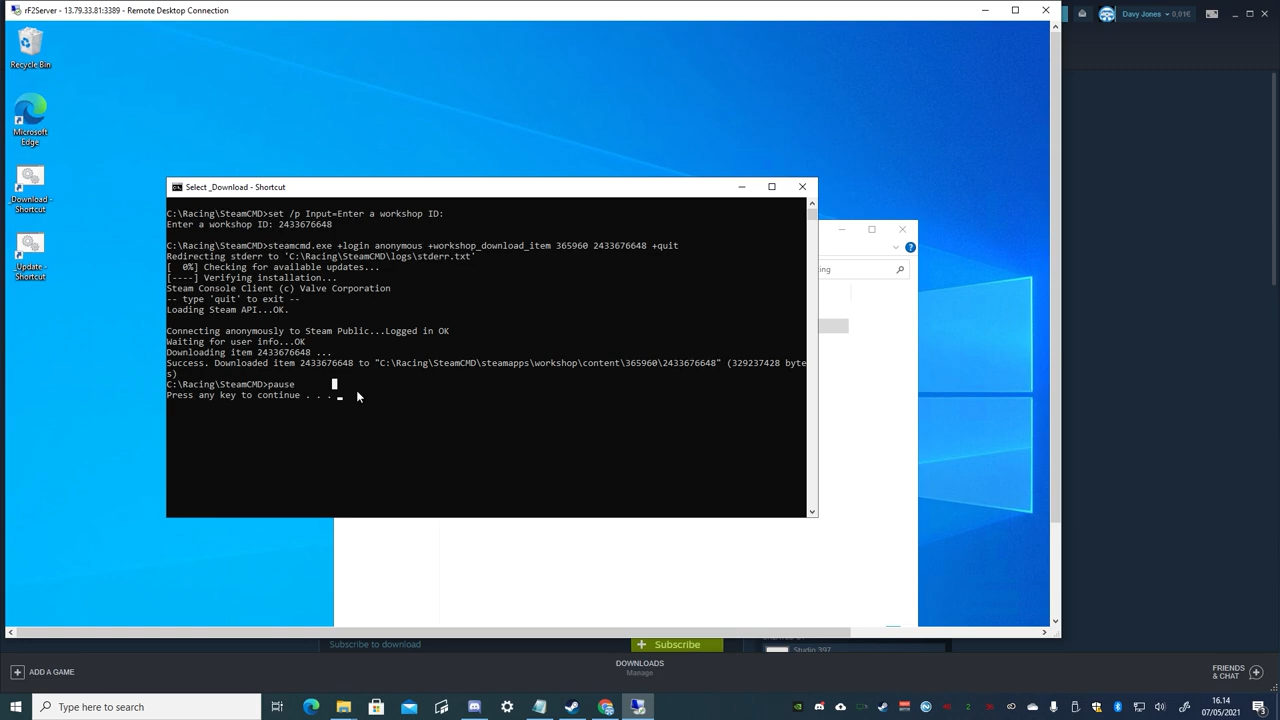 rF2Server - 13.79.33.81:3389 - Remote Desktop Connection
Davy Jones
0,01€
Recycle Bin
Microsoft
Edge
_Download -
Shortcut
_Update -
Shortcut
Select _Download - Shortcut
C:\Racing\SteamCMD>set /p Input=Enter a workshop ID:
Enter a workshop ID: 2433676648
C:\Racing\SteamCMD>steamcmd.exe +login anonymous +workshop_download_item 365960 2433676648 +quit
Redirecting stderr to 'C:\Racing\SteamCMD\logs\stderr.txt'
[  0%] Checking for available updates...
[----] Verifying installation...
Steam Console Client (c) Valve Corporation
-- type 'quit' to exit --
Loading Steam API...OK.
Connecting anonymously to Steam Public...Logged in OK
Waiting for user info...OK
Downloading item 2433676648 ...
Success. Downloaded item 2433676648 to "C:\Racing\SteamCMD\steamapps\workshop\content\365960\2433676648" (329237428 byte
s)
C:\Racing\SteamCMD>pause
Press any key to continue . . .
ing
Subscribe to download
Subscribe
Studio 397
ADD A GAME
DOWNLOADS
Manage
FRIENDS
& CHAT
Type here to search
16.14
07/05/2021